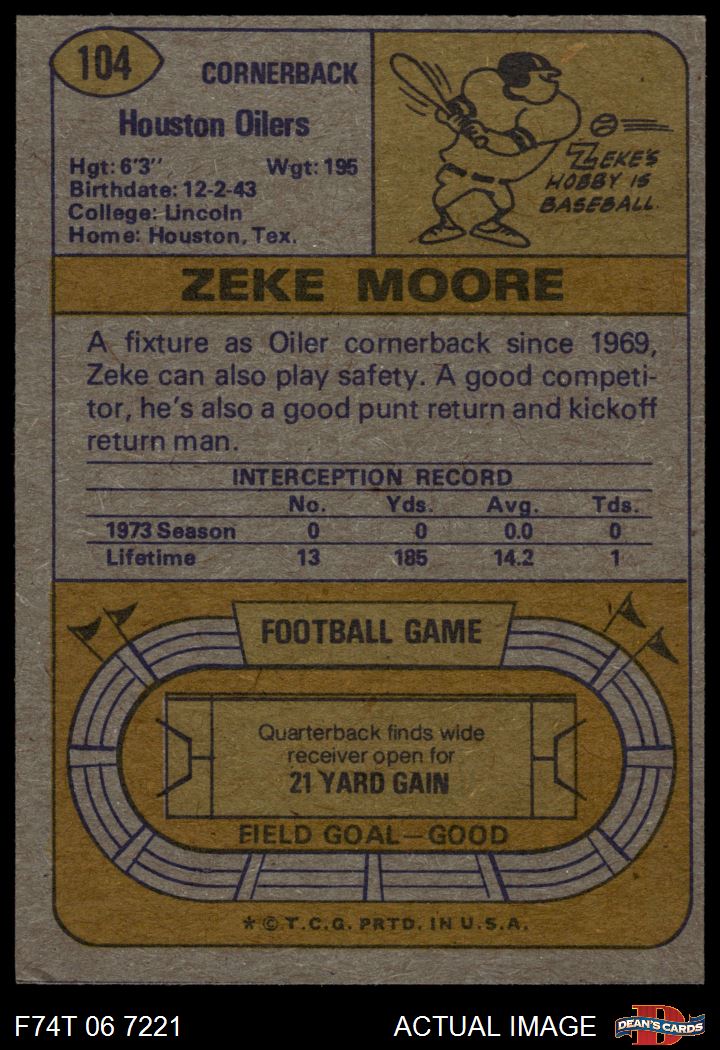 104
CORNERBACK
Houston Oilers
Hgt: 6'3" Wgt: 195
Birthdate: 12-2-43
College: Lincoln
Home: Houston, Tex.
ZEKE'S
HOBBY IS
BASEBALL.
ZEKE MOORE
A fixture as Oiler cornerback since 1969,
Zeke can also play safety. A good competi-
tor, he's also a good punt return and kickoff
return man.
INTERCEPTION RECORD
No. Yds. Avg. Tds.
1973 Season 0 0 0.0 0
Lifetime 13 185 14.2 1
FOOTBALL GAME
Quarterback finds wide
receiver open for
21 YARD GAIN
FIELD GOAL—GOOD
* © T.C.G. PRTD. IN U.S.A.
F74T 06 7221 ACTUAL IMAGE
D
DEAN'S CARDS